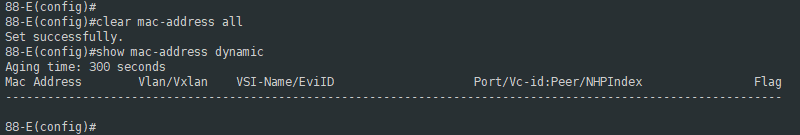 88-E(config)#
88-E(config)#clear mac-address all
Set successfully.
88-E(config)#show mac-address dynamic
Aging time: 300 seconds
Mac Address        Vlan/Vxlan    VSI-Name/EviID                    Port/Vc-id:Peer/NHPIndex                Flag
---------------------------------------------------------------------------------------------------------------
88-E(config)#